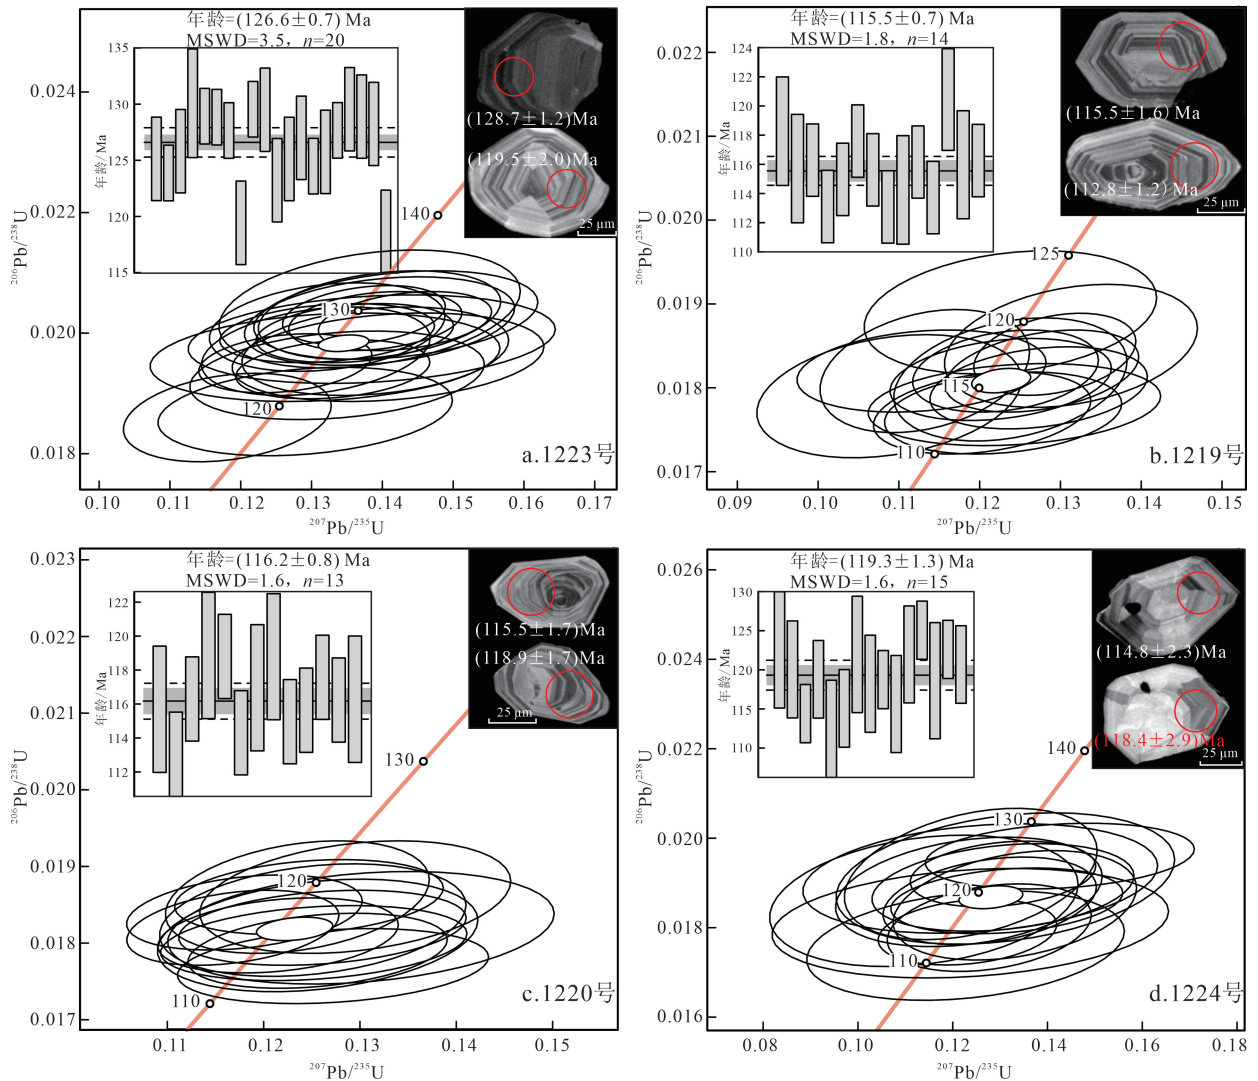 年龄=(126.6±0.7) Ma
MSWD=3.5, n=20
135
130
125
120
115
年龄/Ma
(128.7±1.2)Ma
(119.5±2.0)Ma
25 μm
0.024
0.022
0.020
0.018
²⁰⁶Pb/²³⁸U
140
130
120
a.1223号
0.10
0.11
0.12
0.13
0.14
0.15
0.16
0.17
²⁰⁷Pb/²³⁵U
年龄=(115.5±0.7) Ma
MSWD=1.8, n=14
124
122
120
118
116
114
112
110
年龄/Ma
(115.5±1.6) Ma
(112.8±1.2) Ma
25 μm
0.022
0.021
0.020
0.019
0.018
0.017
²⁰⁶Pb/²³⁸U
125
120
115
110
b.1219号
0.09
0.10
0.11
0.12
0.13
0.14
0.15
²⁰⁷Pb/²³⁵U
年龄=(116.2±0.8) Ma
MSWD=1.6, n=13
122
120
118
116
114
112
年龄/Ma
(115.5±1.7)Ma
(118.9±1.7)Ma
25 μm
0.023
0.022
0.021
0.020
0.019
0.018
0.017
²⁰⁶Pb/²³⁸U
130
120
110
c.1220号
0.11
0.12
0.13
0.14
0.15
²⁰⁷Pb/²³⁵U
年龄=(119.3±1.3) Ma
MSWD=1.6, n=15
130
125
120
115
110
年龄/Ma
(114.8±2.3)Ma
(118.4±2.9)Ma
25 μm
0.026
0.024
0.022
0.020
0.018
0.016
²⁰⁶Pb/²³⁸U
140
130
120
110
d.1224号
0.08
0.10
0.12
0.14
0.16
0.18
²⁰⁷Pb/²³⁵U